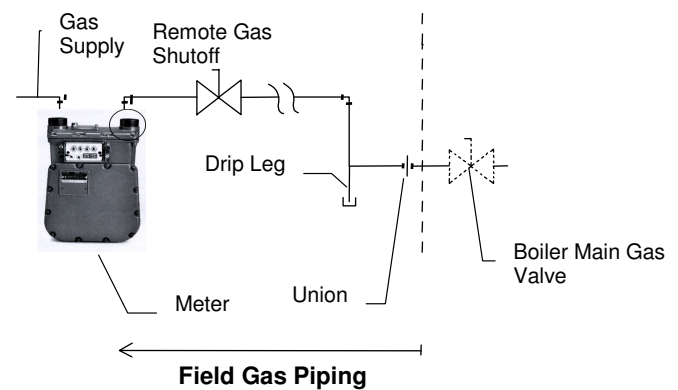 Gas
Supply
Remote Gas
Shutoff
Drip Leg
Boiler Main Gas
Valve
Union
Meter
Field Gas Piping